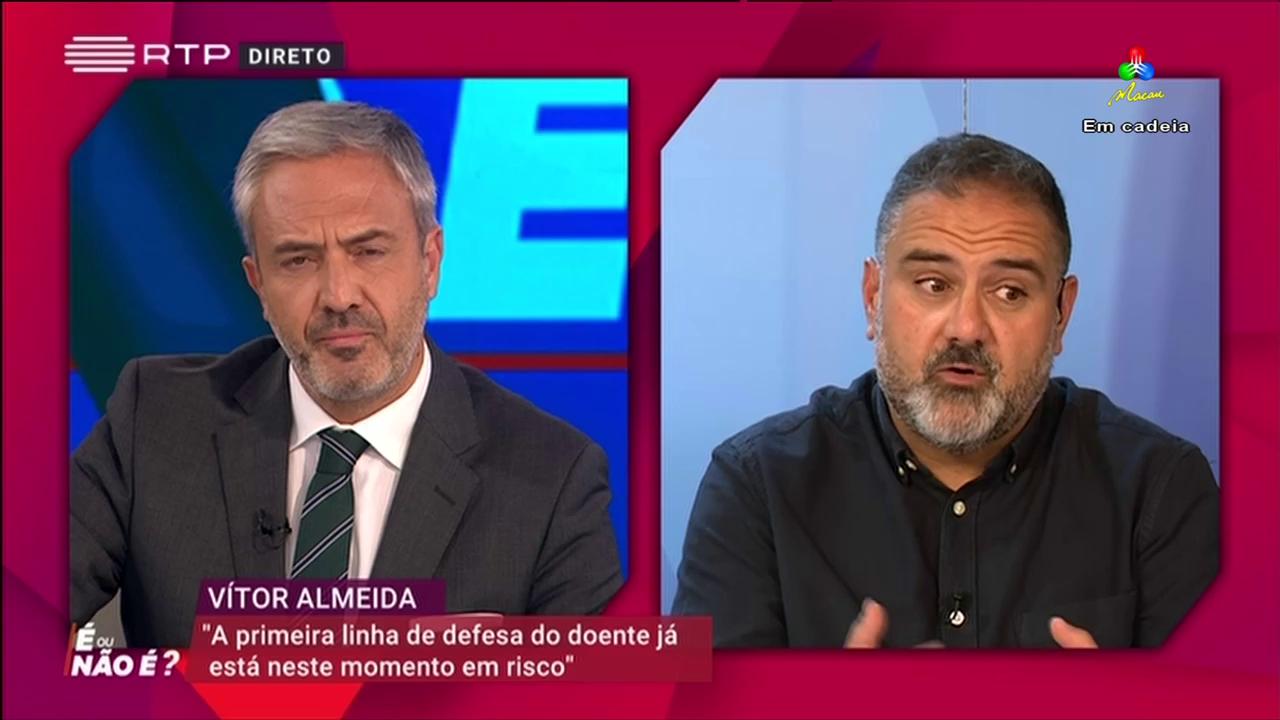 RTP DIRETO
Macau
Em cadeia
VÍTOR ALMEIDA
"A primeira linha de defesa do doente já
está neste momento em risco"
É OU
NÃO É?